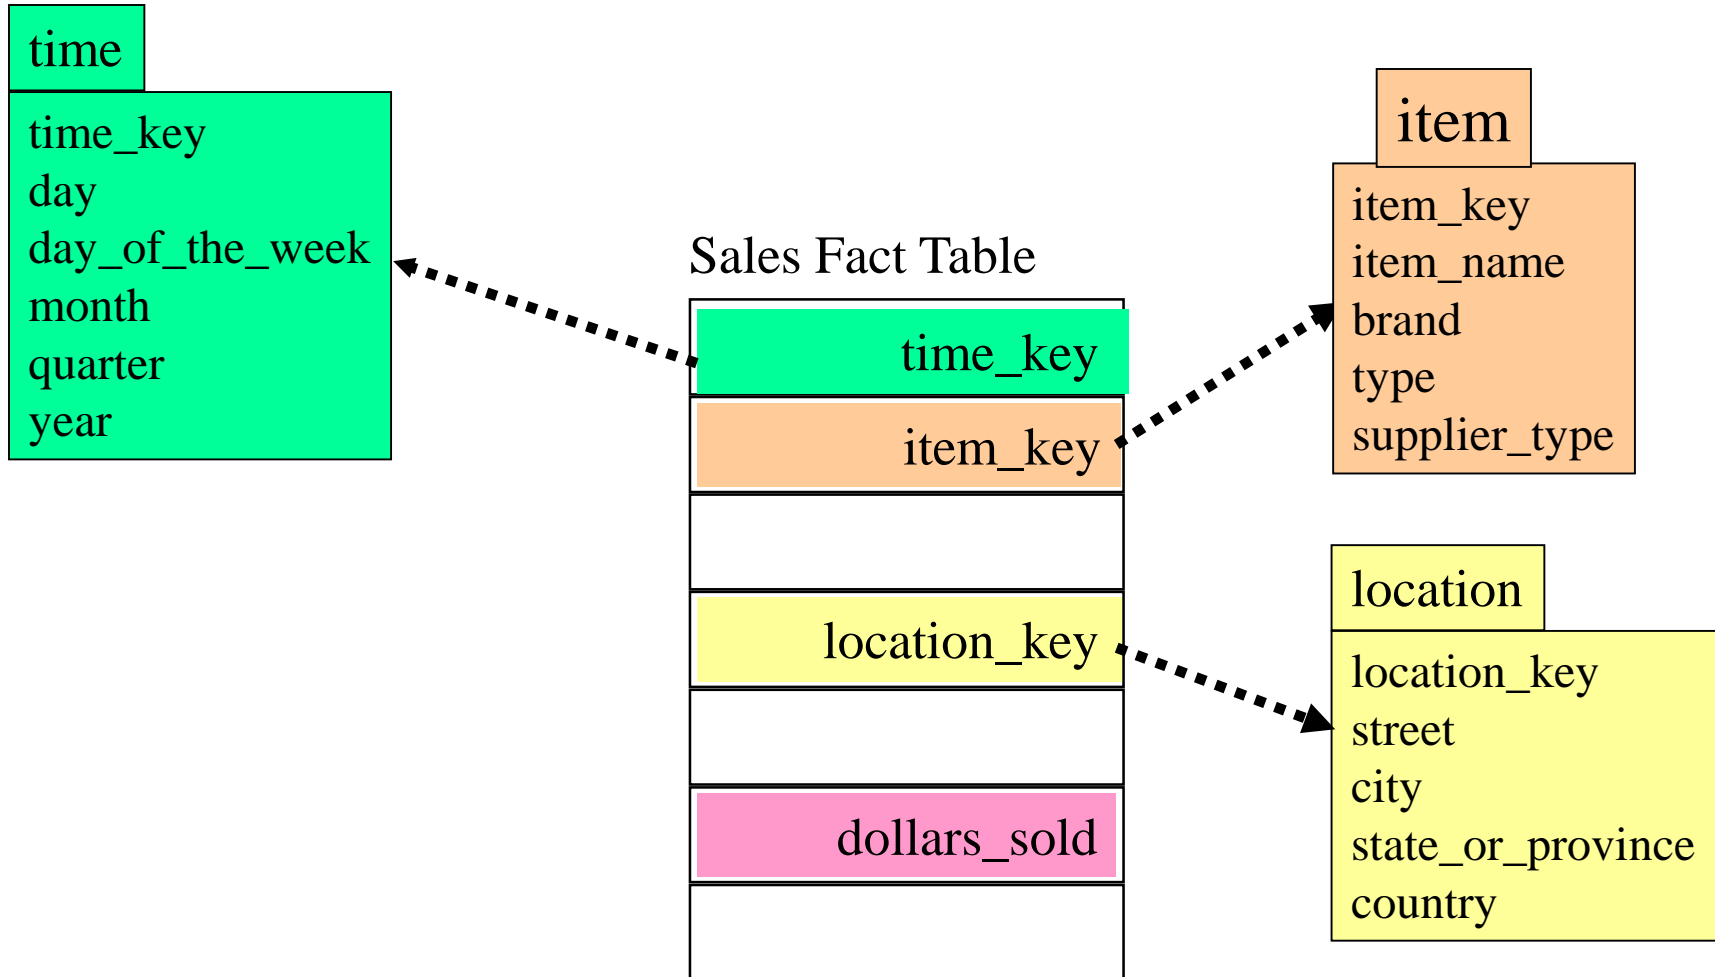 time
time_key
day
day_of_the_week
month
quarter
year
Sales Fact Table
time_key
item_key
location_key
dollars_sold
item
item_key
item_name
brand
type
supplier_type
location
location_key
street
city
state_or_province
country